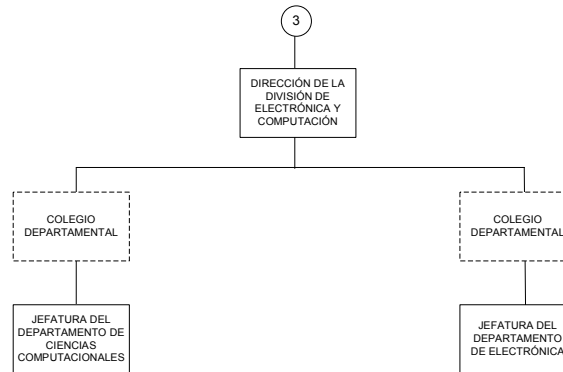 3
DIRECCIÓN DE LA
DIVISIÓN DE
ELECTRÓNICA Y
COMPUTACIÓN
COLEGIO
DEPARTAMENTAL
COLEGIO
DEPARTAMENTAL
JEFATURA DEL
DEPARTAMENTO DE
CIENCIAS
COMPUTACIONALES
JEFATURA DEL
DEPARTAMENTO
DE ELECTRÓNICA